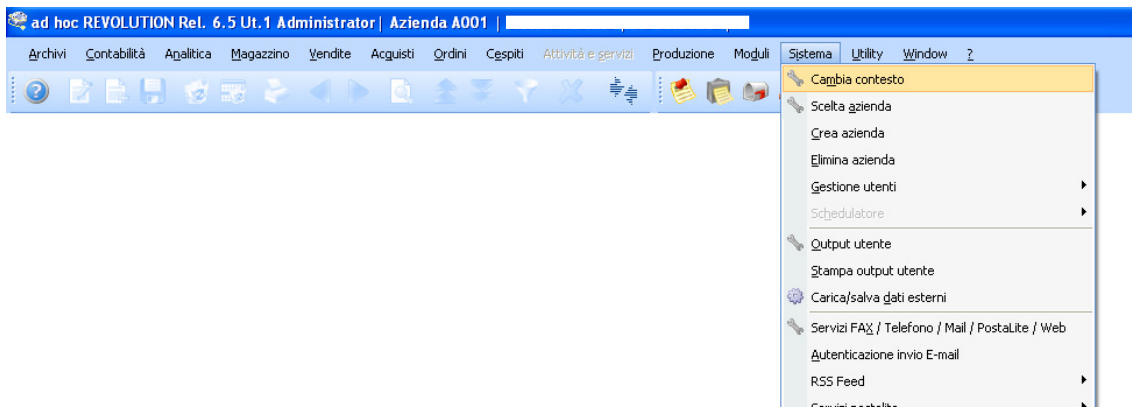 ad hoc REVOLUTION Rel. 6.5 Ut.1 Administrator| Azienda A001 |
Archivi Contabilità Analitica Magazzino Vendite Acquisti Ordini Cespiti Attività e servizi Produzione Moduli Sistema Utility Window ?
Cambia contesto
Scelta azienda
Crea azienda
Elimina azienda
Gestione utenti
Schedulatore
Output utente
Stampa output utente
Carica/salva dati esterni
Servizi FAX / Telefono / Mail / PostaLite / Web
Autenticazione invio E-mail
RSS Feed
Servizi postalite